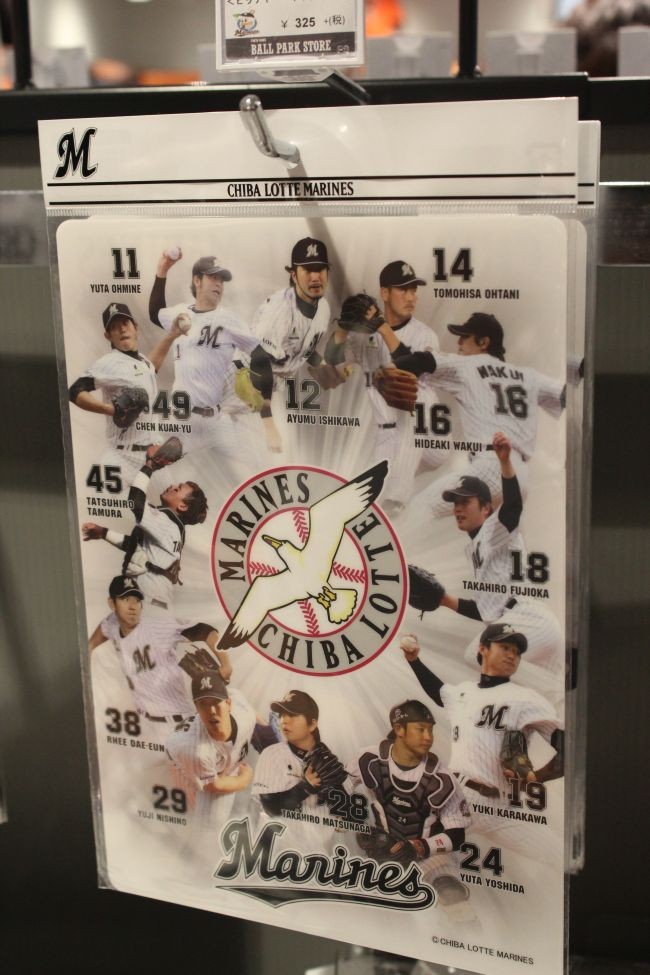 ¥ 325 +(税)
BALL PARK STORE
M
CHIBA LOTTE MARINES
11
YUTA OHMINE
14
TOMOHISA OHTANI
12
AYUMU ISHIKAWA
49
CHEN KUAN-YU
16
HIDEAKI WAKUI
WAKUI
16
45
TATSUHIRO
TAMURA
18
TAKAHIRO FUJIOKA
MARINES
CHIBA LOTTE
38
RHEE DAE-EUN
29
YUJI NISHINO
28
TAKAHIRO MATSUNAGA
19
YUKI KARAKAWA
24
YUTA YOSHIDA
Marines
© CHIBA LOTTE MARINES